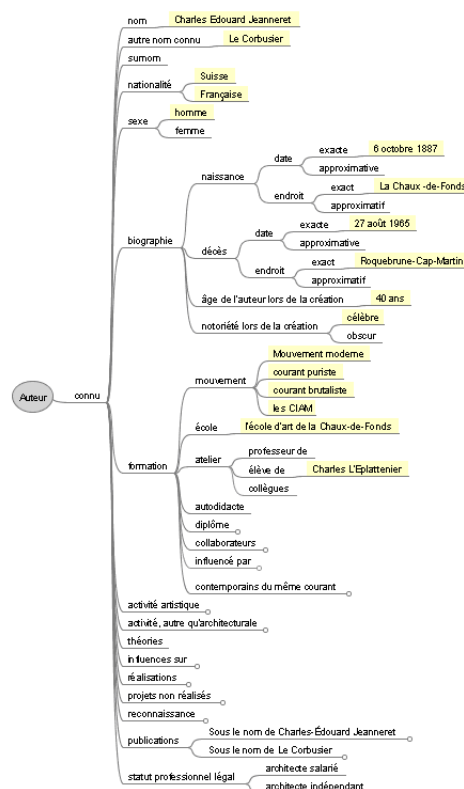 nom
Charles Edouard Jeanneret
autre nom connu
Le Corbusier
surnom
nationalité
Suisse
Française
sexe
homme
femme
biographie
naissance
date
exacte
6 octobre 1887
approximative
endroit
exact
La Chaux -de-Fonds
approximatif
décès
date
exacte
27 août 1965
approximative
endroit
exact
Roquebrune-Cap-Martin
approximatif
âge de l'auteur lors de la création
40 ans
notoriété lors de la création
célèbre
obscur
Auteur
connu
formation
mouvement
Mouvement moderne
courant puriste
courant brutaliste
les CIAM
école
l'école d'art de la Chaux-de-Fonds
atelier
professeur de
élève de
Charles L'Eplattenier
collègues
autodidacte
diplôme
collaborateurs
influencé par
contemporains du même courant
activité artistique
activité, autre qu'architecturale
théories
influences sur
réalisations
projets non réalisés
reconnaissance
publications
Sous le nom de Charles-Édouard Jeanneret
Sous le nom de Le Corbusier
statut professionnel légal
architecte salarié
architecte indépendant